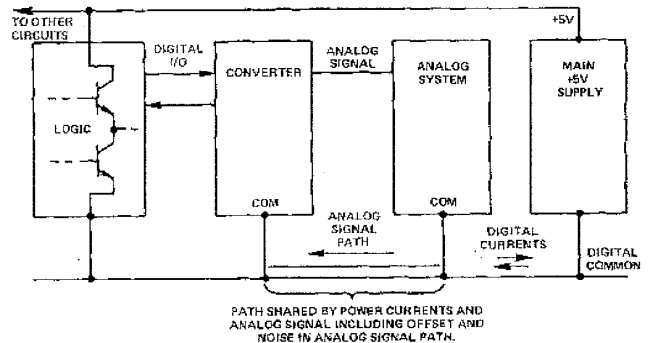 TO OTHER
CIRCUITS
+5V
DIGITAL
I/O
CONVERTER
ANALOG
SIGNAL
ANALOG
SYSTEM
MAIN
+5V
SUPPLY
LOGIC
COM
COM
ANALOG
SIGNAL
PATH
DIGITAL
CURRENTS
DIGITAL
COMMON
PATH SHARED BY POWER CURRENTS AND
ANALOG SIGNAL INCLUDING OFFSET AND
NOISE IN ANALOG SIGNAL PATH.